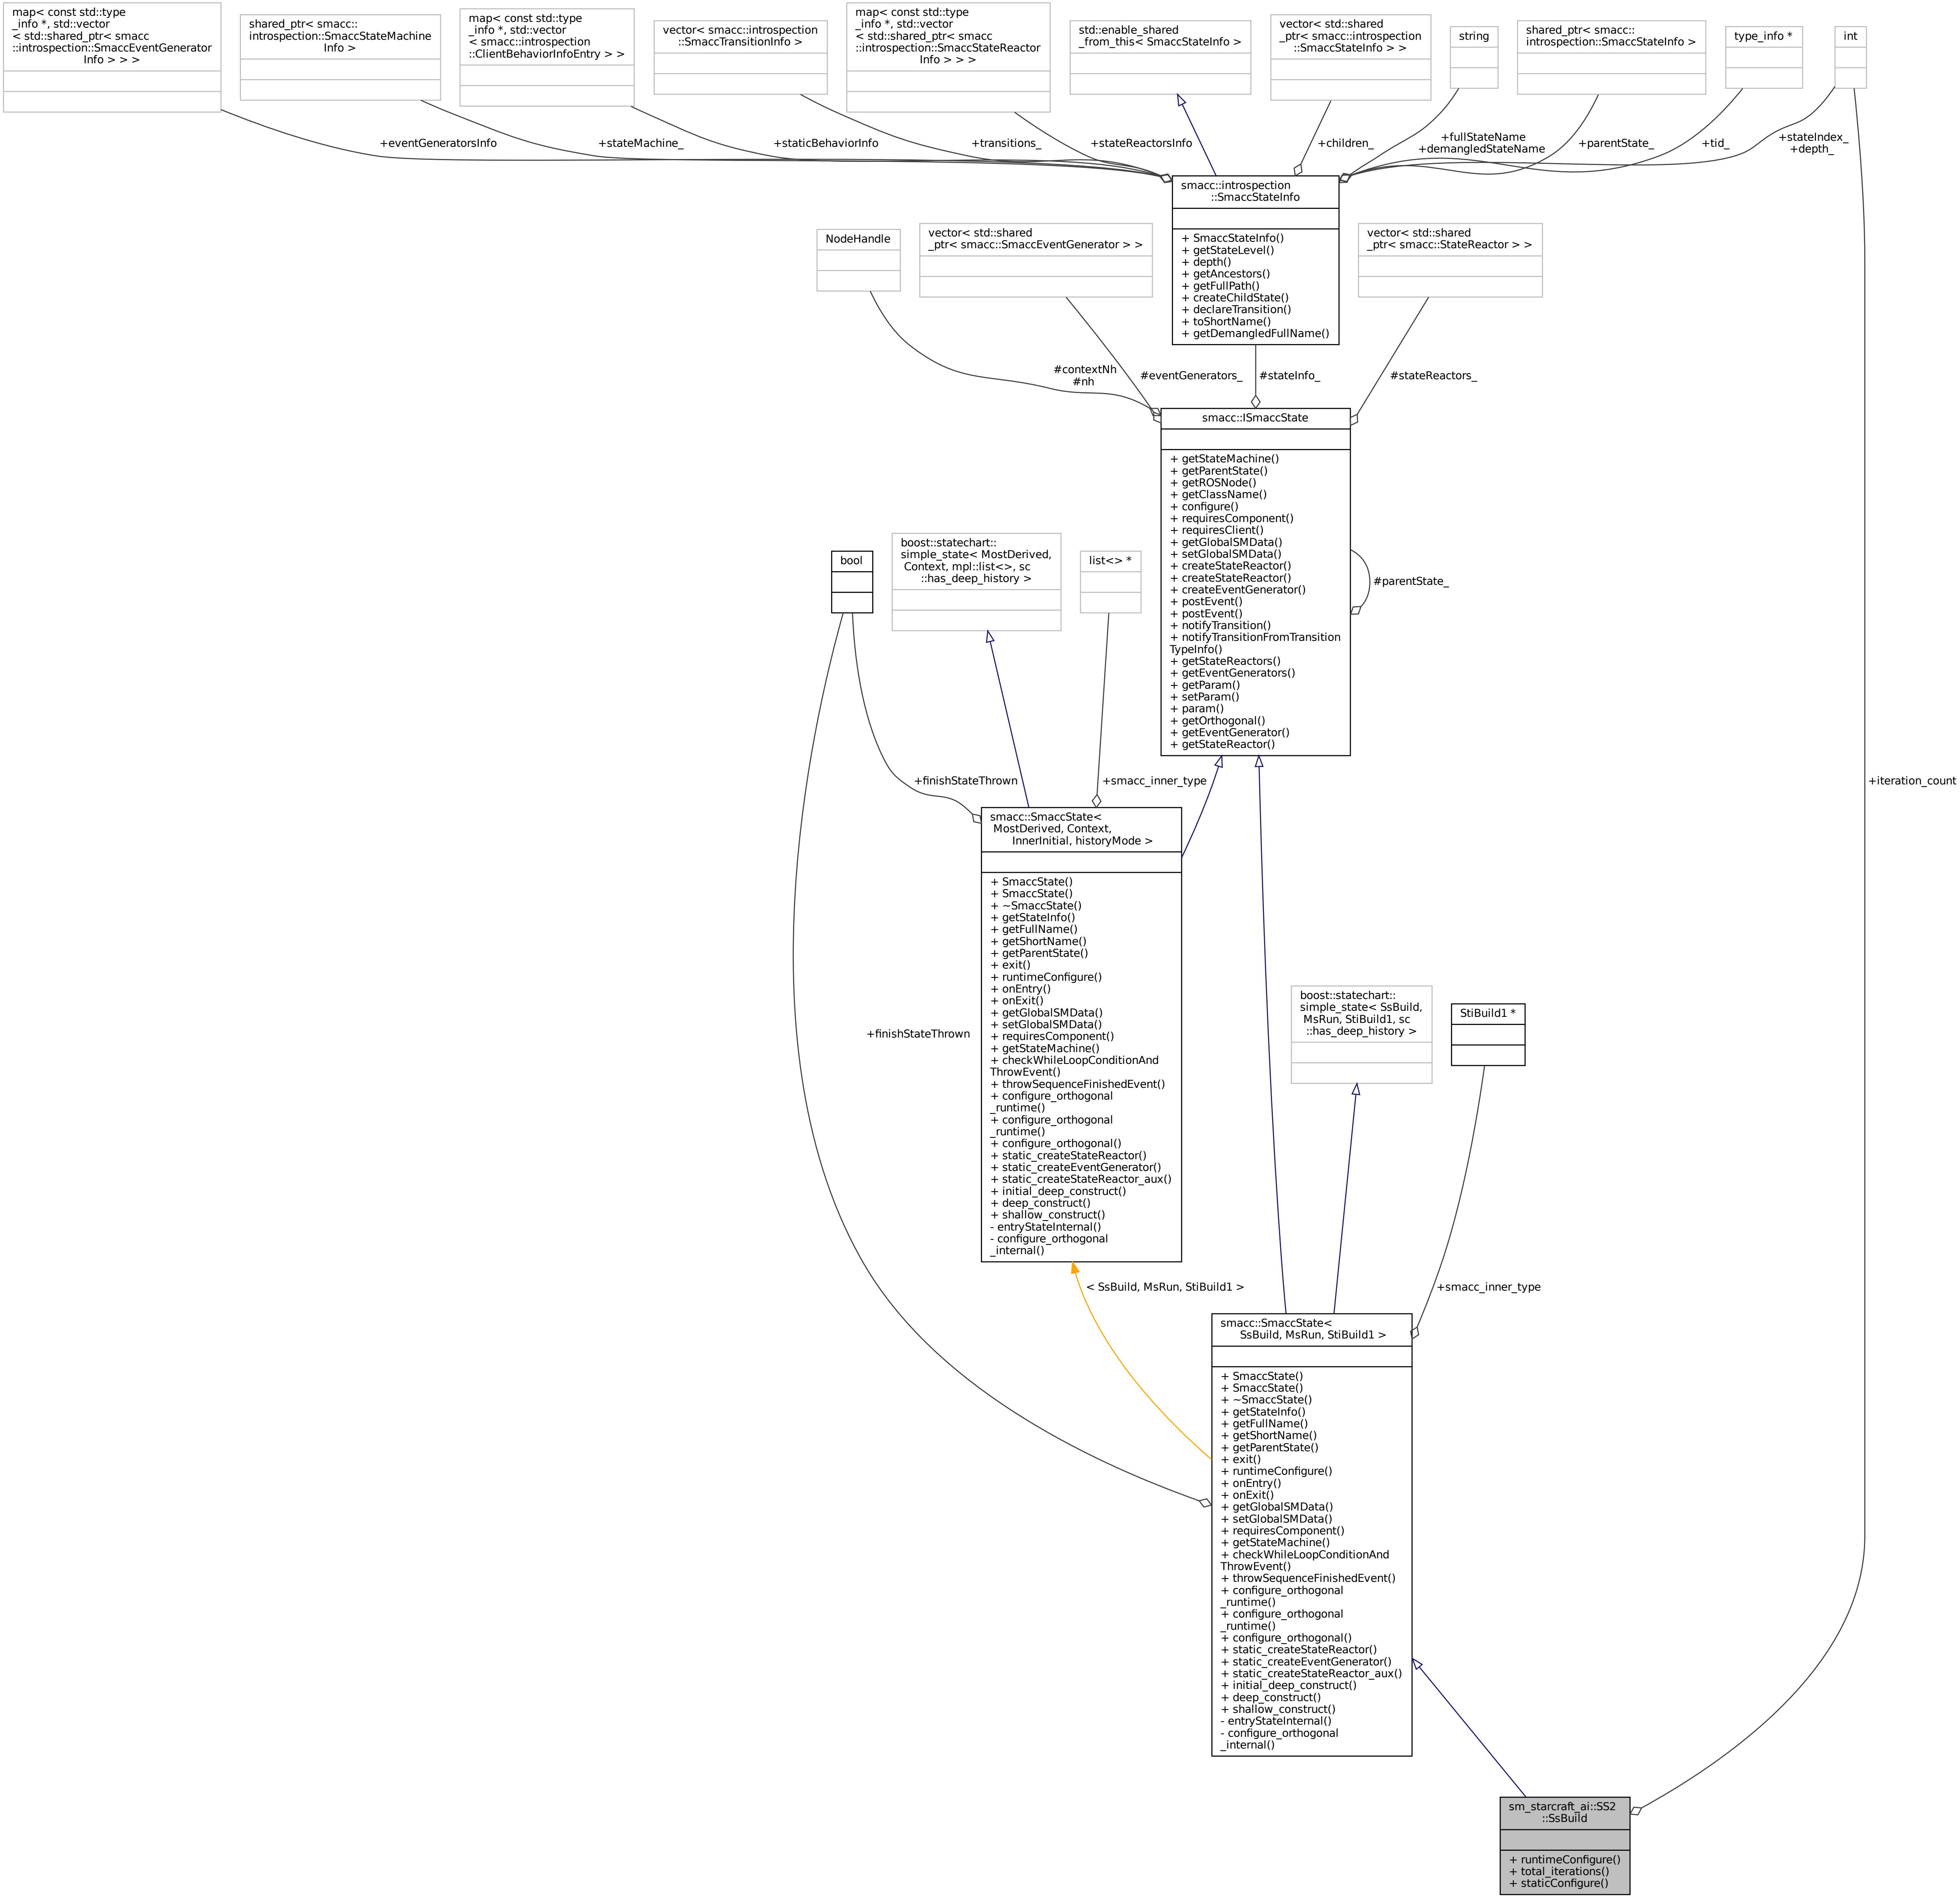 map< const std::type
_info *, std::vector
< std::shared_ptr< smacc
::introspection::SmaccEventGenerator
Info > > >
shared_ptr< smacc::
introspection::SmaccStateMachine
Info >
map< const std::type
_info *, std::vector
< smacc::introspection
::ClientBehaviorInfoEntry > >
vector< smacc::introspection
::SmaccTransitionInfo >
map< const std::type
_info *, std::vector
< std::shared_ptr< smacc
::introspection::SmaccStateReactor
Info > > >
std::enable_shared
_from_this< SmaccStateInfo >
vector< std::shared
_ptr< smacc::introspection
::SmaccStateInfo > >
string
shared_ptr< smacc::
introspection::SmaccStateInfo >
type_info *
int
+eventGeneratorsInfo
+stateMachine_
+staticBehaviorInfo
+transitions_
+stateReactorsInfo
+children_
+fullStateName
+demangledStateName
+parentState_
+tid_
+stateIndex_
+depth_
smacc::introspection
::SmaccStateInfo
+ SmaccStateInfo()
+ getStateLevel()
+ depth()
+ getAncestors()
+ getFullPath()
+ createChildState()
+ declareTransition()
+ toShortName()
+ getDemangledFullName()
NodeHandle
vector< std::shared
_ptr< smacc::SmaccEventGenerator > >
vector< std::shared
_ptr< smacc::StateReactor > >
#contextNh
#nh
#eventGenerators_
#stateInfo_
#stateReactors_
smacc::ISmaccState
+ getStateMachine()
+ getParentState()
+ getROSNode()
+ getClassName()
+ configure()
+ requiresComponent()
+ requiresClient()
+ getGlobalSMData()
+ setGlobalSMData()
+ createStateReactor()
+ createStateReactor()
+ createEventGenerator()
+ postEvent()
+ postEvent()
+ notifyTransition()
+ notifyTransitionFromTransition
TypeInfo()
+ getStateReactors()
+ getEventGenerators()
+ getParam()
+ setParam()
+ param()
+ getOrthogonal()
+ getEventGenerator()
+ getStateReactor()
#parentState_
bool
boost::statechart::
simple_state< MostDerived,
Context, mpl::list<>, sc
::has_deep_history >
list<> *
+finishStateThrown
+smacc_inner_type
+iteration_count
smacc::SmaccState<
MostDerived, Context,
InnerInitial, historyMode >
+ SmaccState()
+ SmaccState()
+ ~SmaccState()
+ getStateInfo()
+ getFullName()
+ getShortName()
+ getParentState()
+ exit()
+ runtimeConfigure()
+ onEntry()
+ onExit()
+ getGlobalSMData()
+ setGlobalSMData()
+ requiresComponent()
+ getStateMachine()
+ checkWhileLoopConditionAnd
ThrowEvent()
+ throwSequenceFinishedEvent()
+ configure_orthogonal
_runtime()
+ configure_orthogonal
_runtime()
+ configure_orthogonal()
+ static_createStateReactor()
+ static_createEventGenerator()
+ static_createStateReactor_aux()
+ initial_deep_construct()
+ deep_construct()
+ shallow_construct()
- entryStateInternal()
- configure_orthogonal
_internal()
+finishStateThrown
boost::statechart::
simple_state< SsBuild,
MsRun, StiBuild1, sc
::has_deep_history >
StiBuild1 *
< SsBuild, MsRun, StiBuild1 >
+smacc_inner_type
smacc::SmaccState<
SsBuild, MsRun, StiBuild1 >
+ SmaccState()
+ SmaccState()
+ ~SmaccState()
+ getStateInfo()
+ getFullName()
+ getShortName()
+ getParentState()
+ exit()
+ runtimeConfigure()
+ onEntry()
+ onExit()
+ getGlobalSMData()
+ setGlobalSMData()
+ requiresComponent()
+ getStateMachine()
+ checkWhileLoopConditionAnd
ThrowEvent()
+ throwSequenceFinishedEvent()
+ configure_orthogonal
_runtime()
+ configure_orthogonal
_runtime()
+ configure_orthogonal()
+ static_createStateReactor()
+ static_createEventGenerator()
+ static_createStateReactor_aux()
+ initial_deep_construct()
+ deep_construct()
+ shallow_construct()
- entryStateInternal()
- configure_orthogonal
_internal()
sm_starcraft_ai::SS2
::SsBuild
+ runtimeConfigure()
+ total_iterations()
+ staticConfigure()